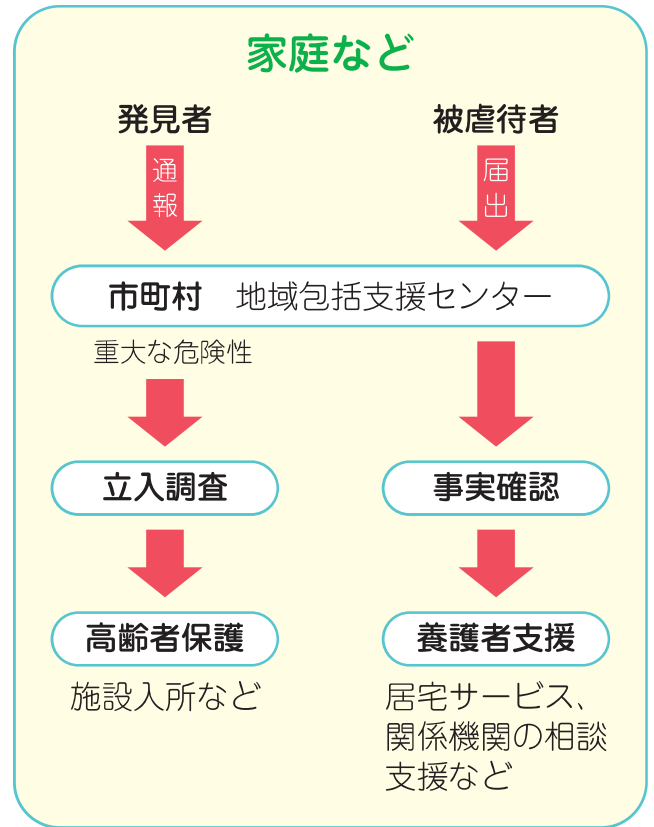 家庭など
発見者
被虐待者
通報
届出
市町村　地域包括支援センター
重大な危険性
立入調査
事実確認
高齢者保護
養護者支援
施設入所など
居宅サービス、
関係機関の相談
支援など